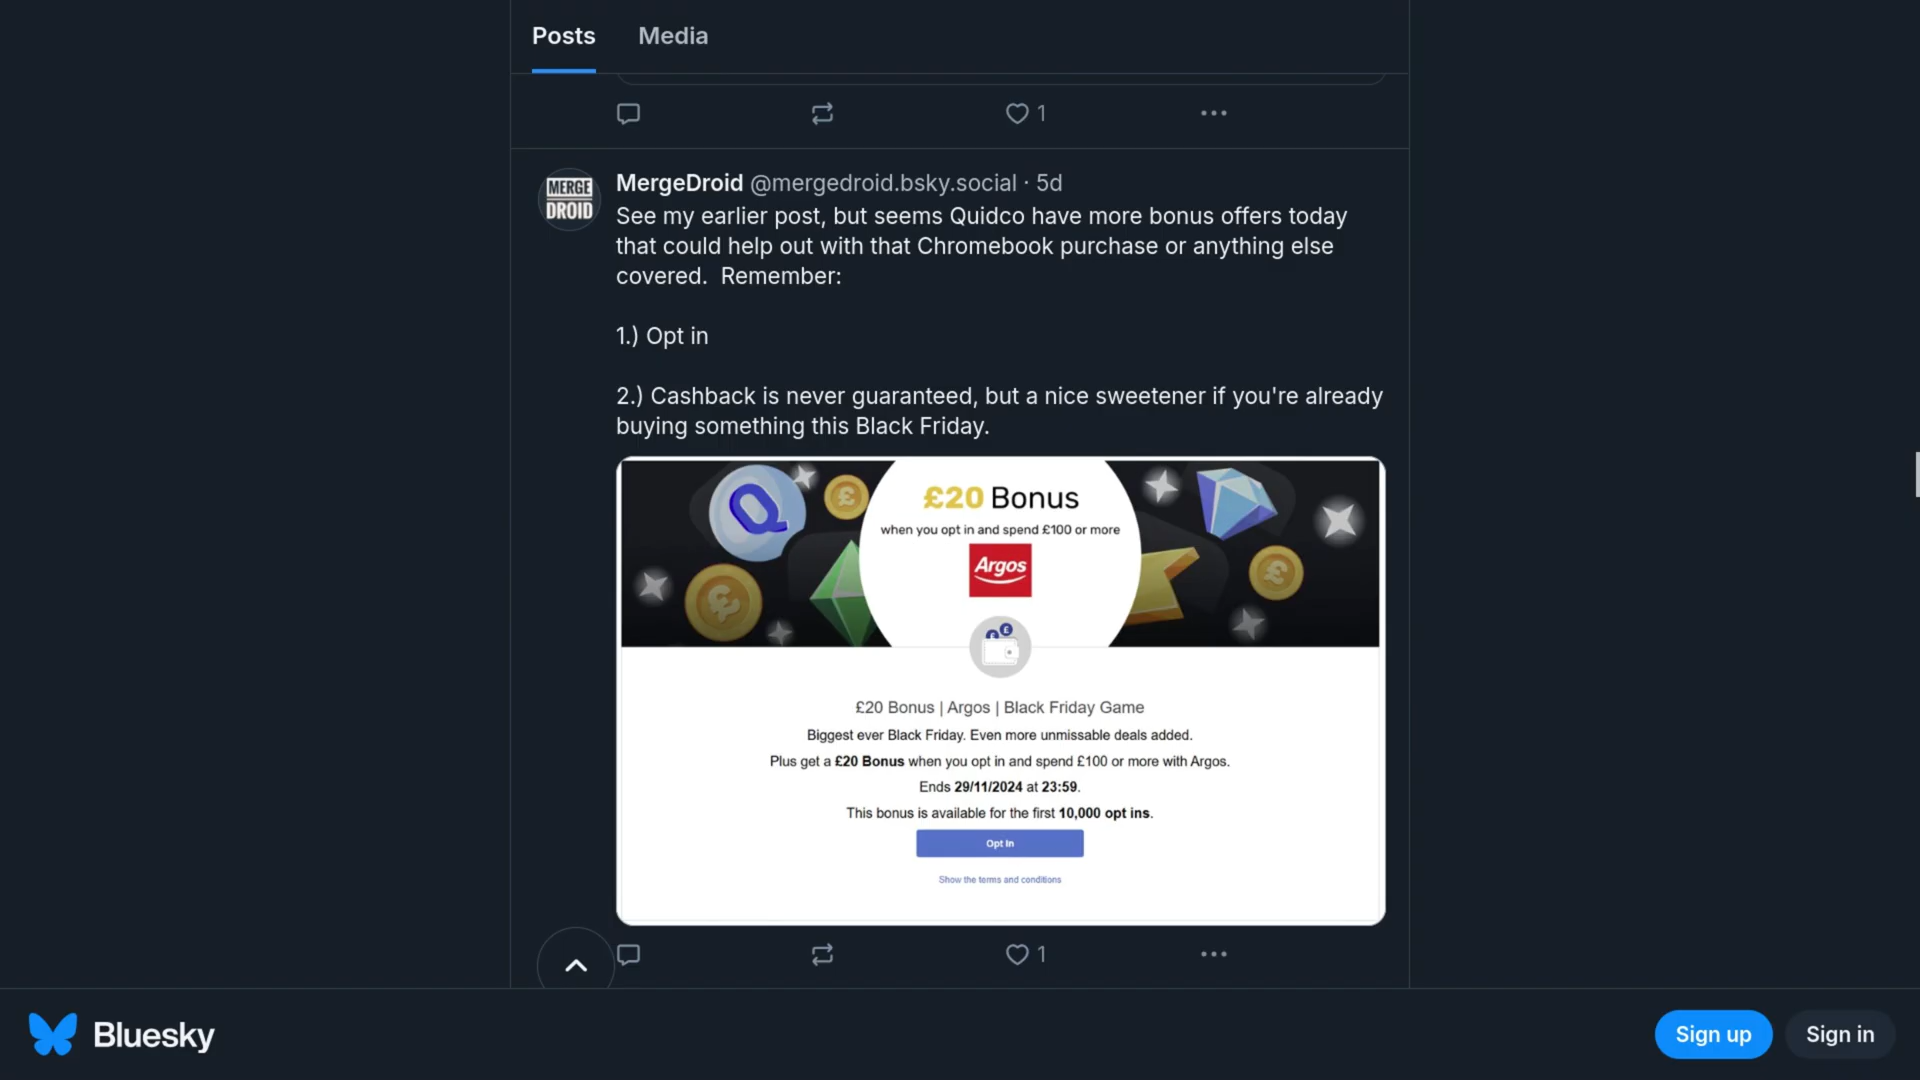 Posts
Media
1
MERGE
DROID
MergeDroid @mergedroid.bsky.social · 5d
See my earlier post, but seems Quidco have more bonus offers today
that could help out with that Chromebook purchase or anything else
covered.  Remember:
1.) Opt in
2.) Cashback is never guaranteed, but a nice sweetener if you're already
buying something this Black Friday.
£20 Bonus
when you opt in and spend £100 or more
Argos
£20 Bonus | Argos | Black Friday Game
Biggest ever Black Friday. Even more unmissable deals added.
Plus get a £20 Bonus when you opt in and spend £100 or more with Argos.
Ends 29/11/2024 at 23:59.
This bonus is available for the first 10,000 opt ins.
Opt In
Show the terms and conditions
1
Bluesky
Sign up
Sign in